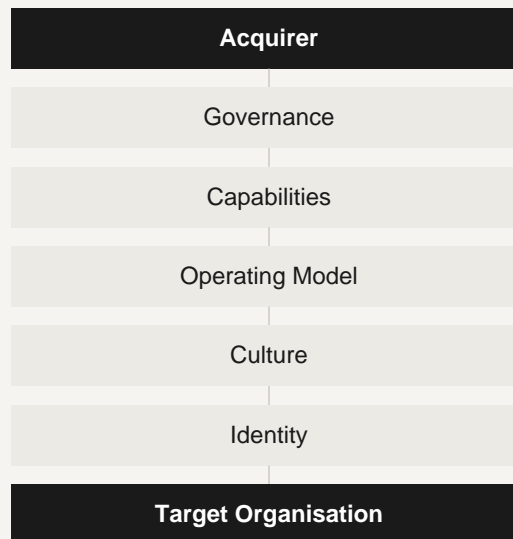 Acquirer
Governance
Capabilities
Operating Model
Culture
Identity
Target Organisation